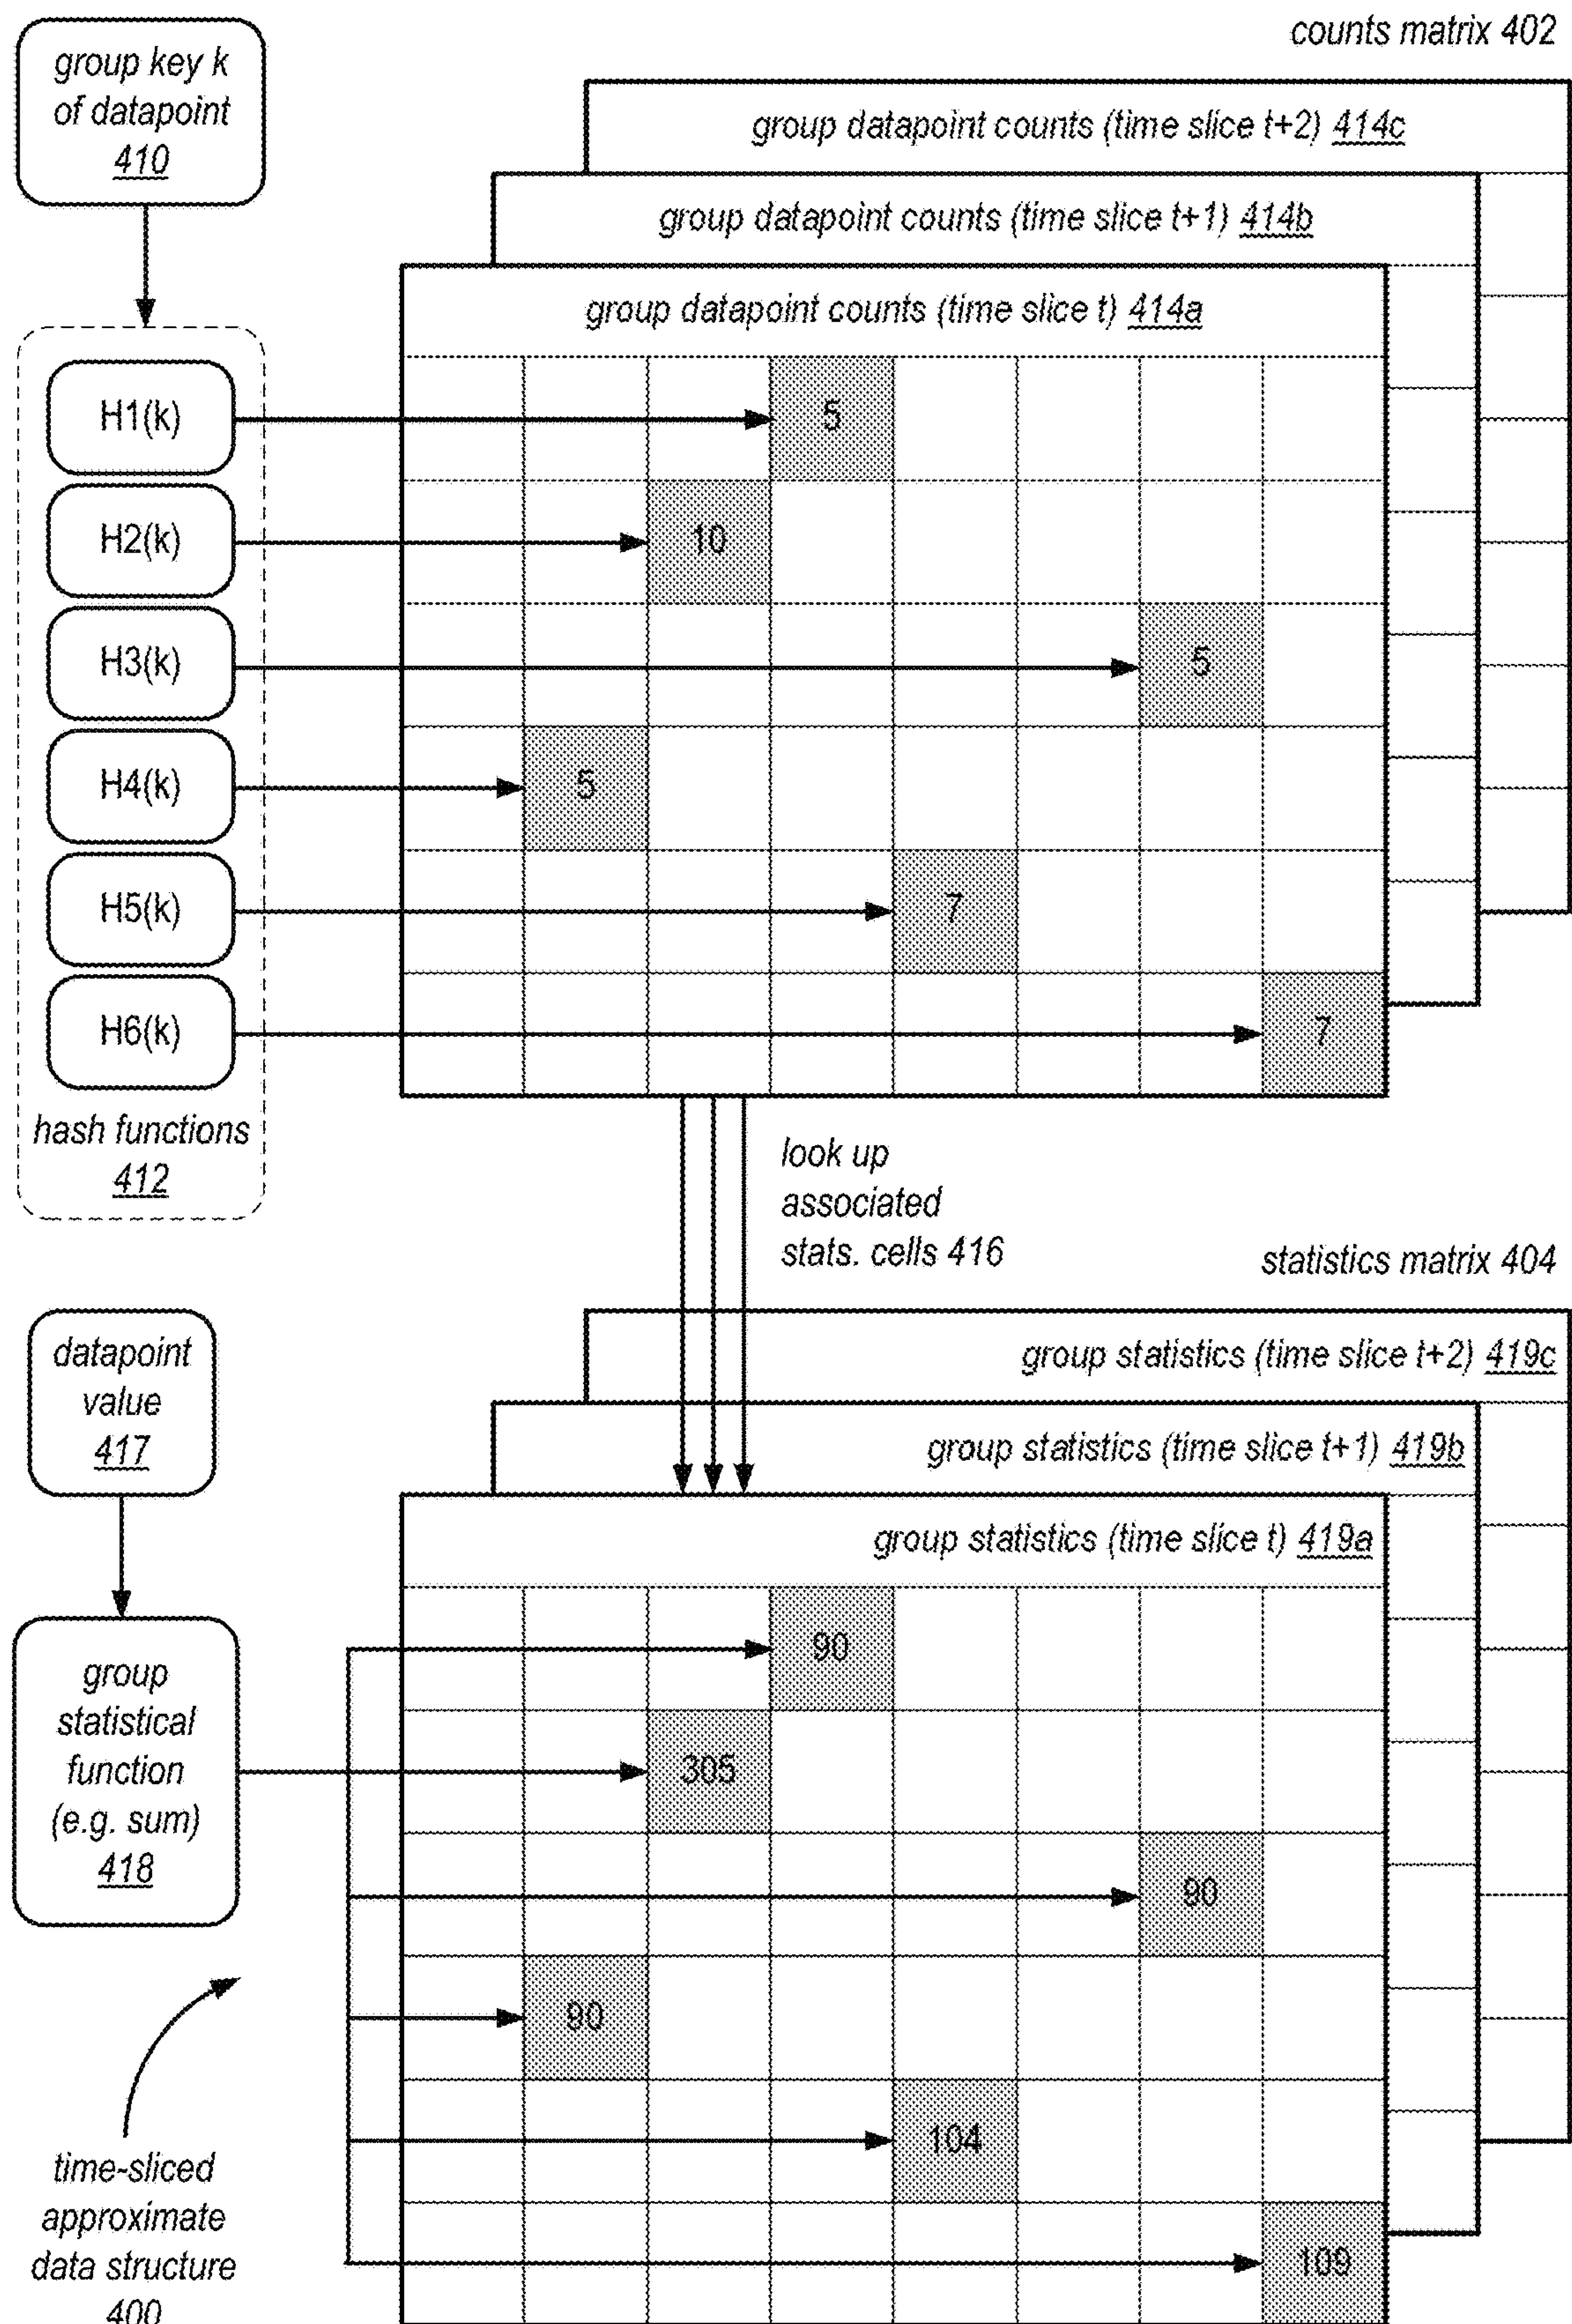 counts matrix 402
group key k
of datapoint
410
group datapoint counts (time slice t+2) 414c
group datapoint counts (time slice t+1) 414b
group datapoint counts (time slice t) 414a
H1(k)
5
H2(k)
10
H3(k)
5
H4(k)
5
H5(k)
7
H6(k)
7
hash functions
412
look up
associated
stats. cells 416
statistics matrix 404
datapoint
value
417
group statistics (time slice t+2) 419c
group statistics (time slice t+1) 419b
group statistics (time slice t) 419a
group
statistical
function
(e.g. sum)
418
90
305
90
90
104
109
time-sliced
approximate
data structure
400